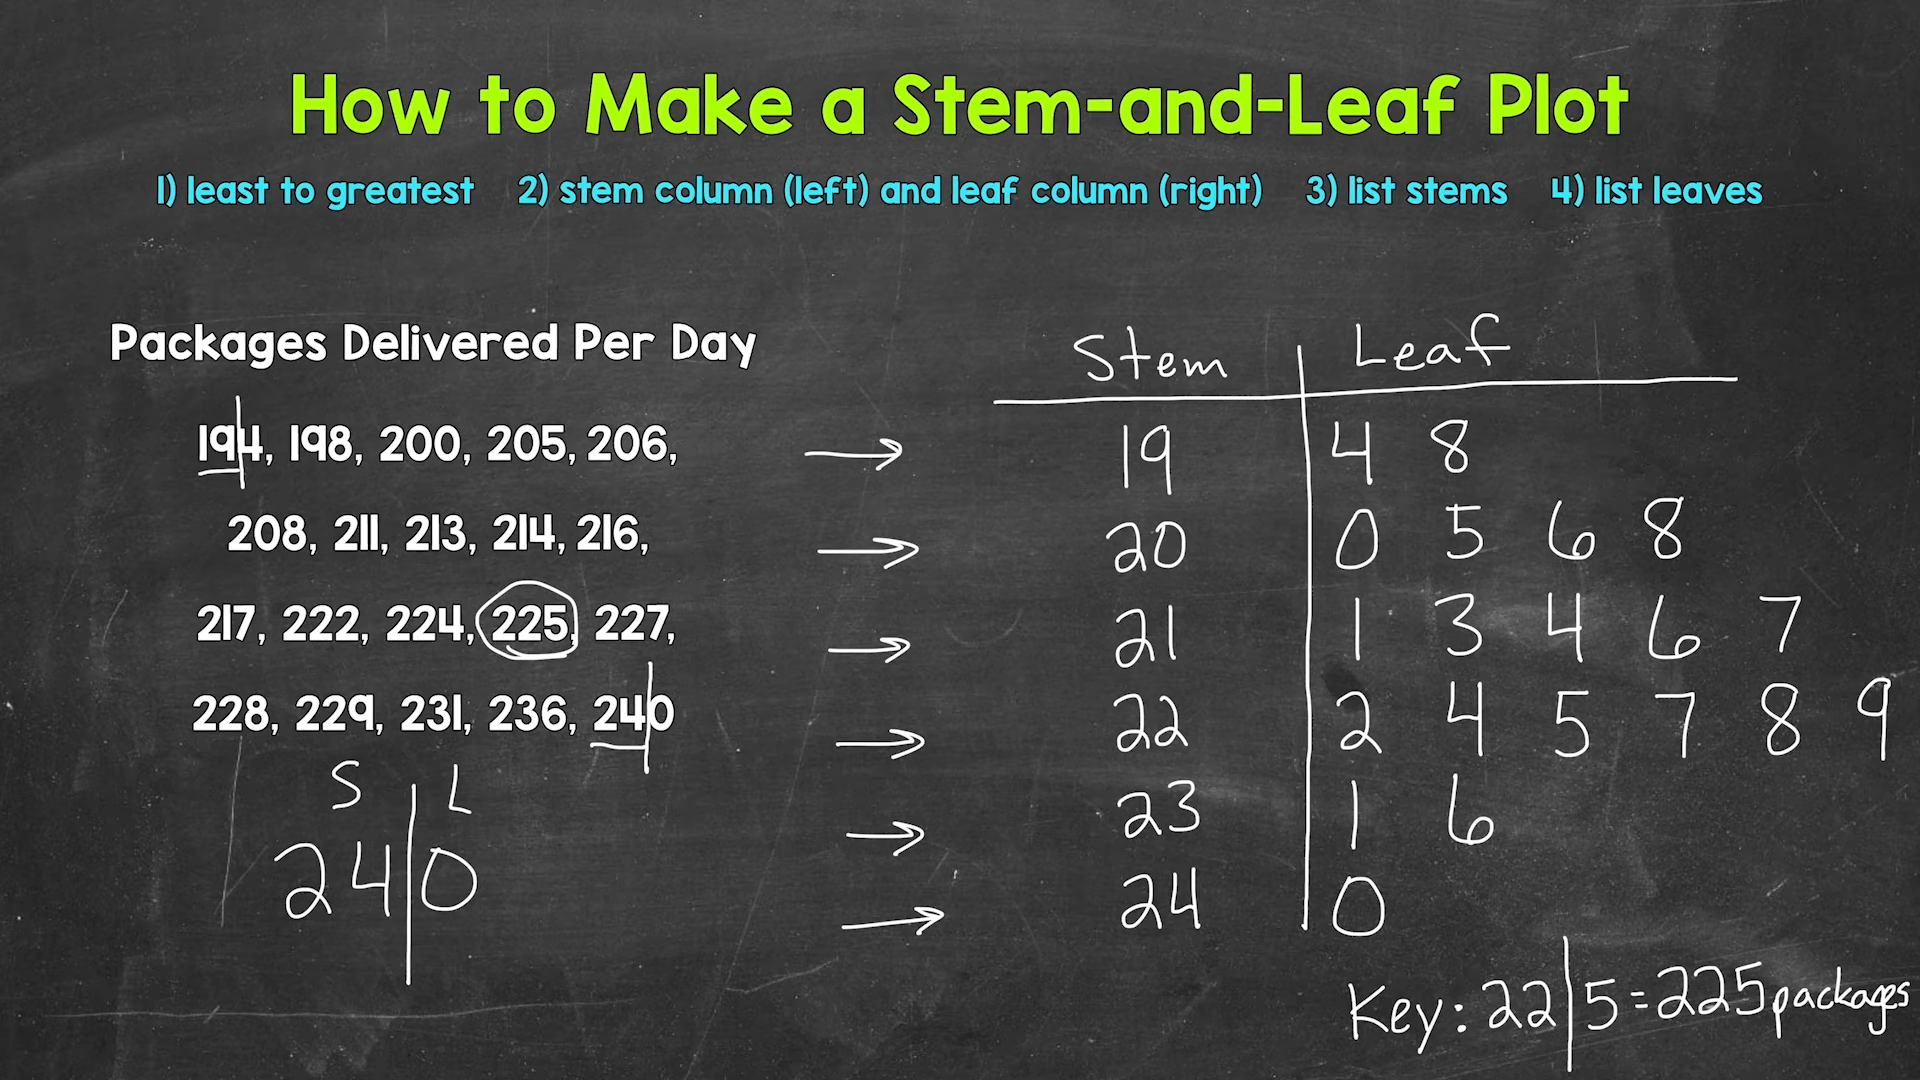 How to Make a Stem-and-Leaf Plot
1) least to greatest 2) stem column (left) and leaf column (right) 3) list stems 4) list leaves
Packages Delivered Per Day
194, 198, 200, 205, 206,
208, 211, 213, 214, 216,
217, 222, 224, 225, 227,
228, 229, 231, 236, 240
S | L
24 | 0
Stem | Leaf
19 | 4 8
20 | 0 5 6 8
21 | 1 3 4 6 7
22 | 2 4 5 7 8 9
23 | 1 6
24 | 0
Key: 22|5 = 225 packages